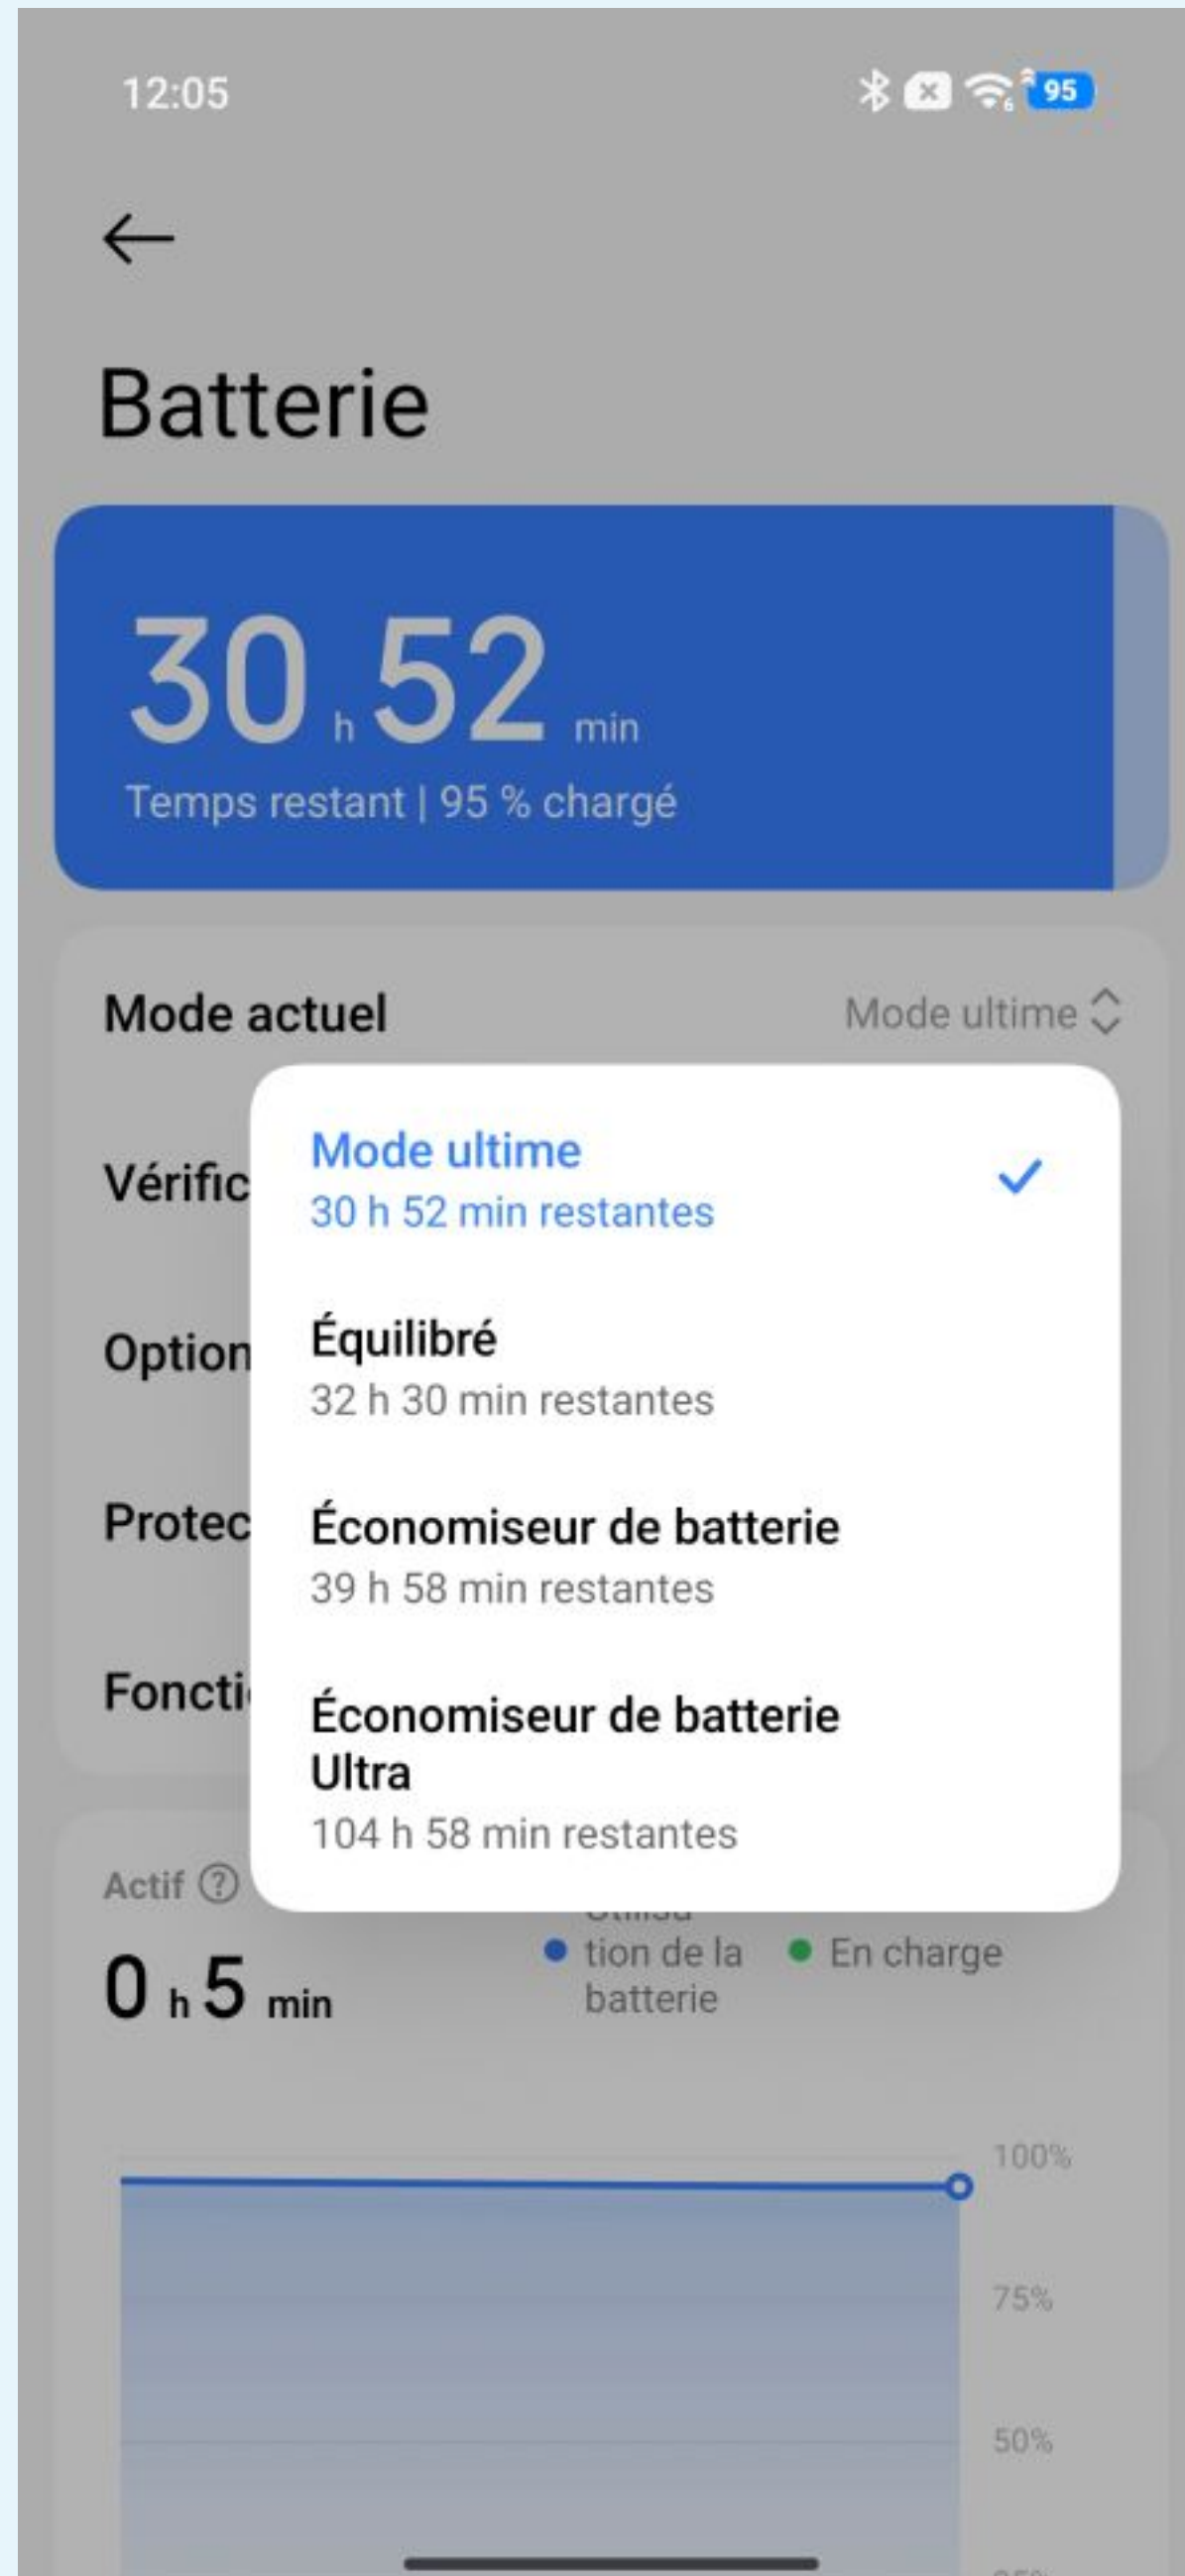 12:05
6
95
Batterie
30 h 52 min
Temps restant | 95 % chargé
Mode actuel
Mode ultime
Mode ultime
30 h 52 min restantes
Vérific
Équilibré
32 h 30 min restantes
Option
Économiseur de batterie
39 h 58 min restantes
Protec
Économiseur de batterie
Ultra
104 h 58 min restantes
Foncti
Actif ?
0 h 5 min
tion de la
batterie
En charge
100%
75%
50%